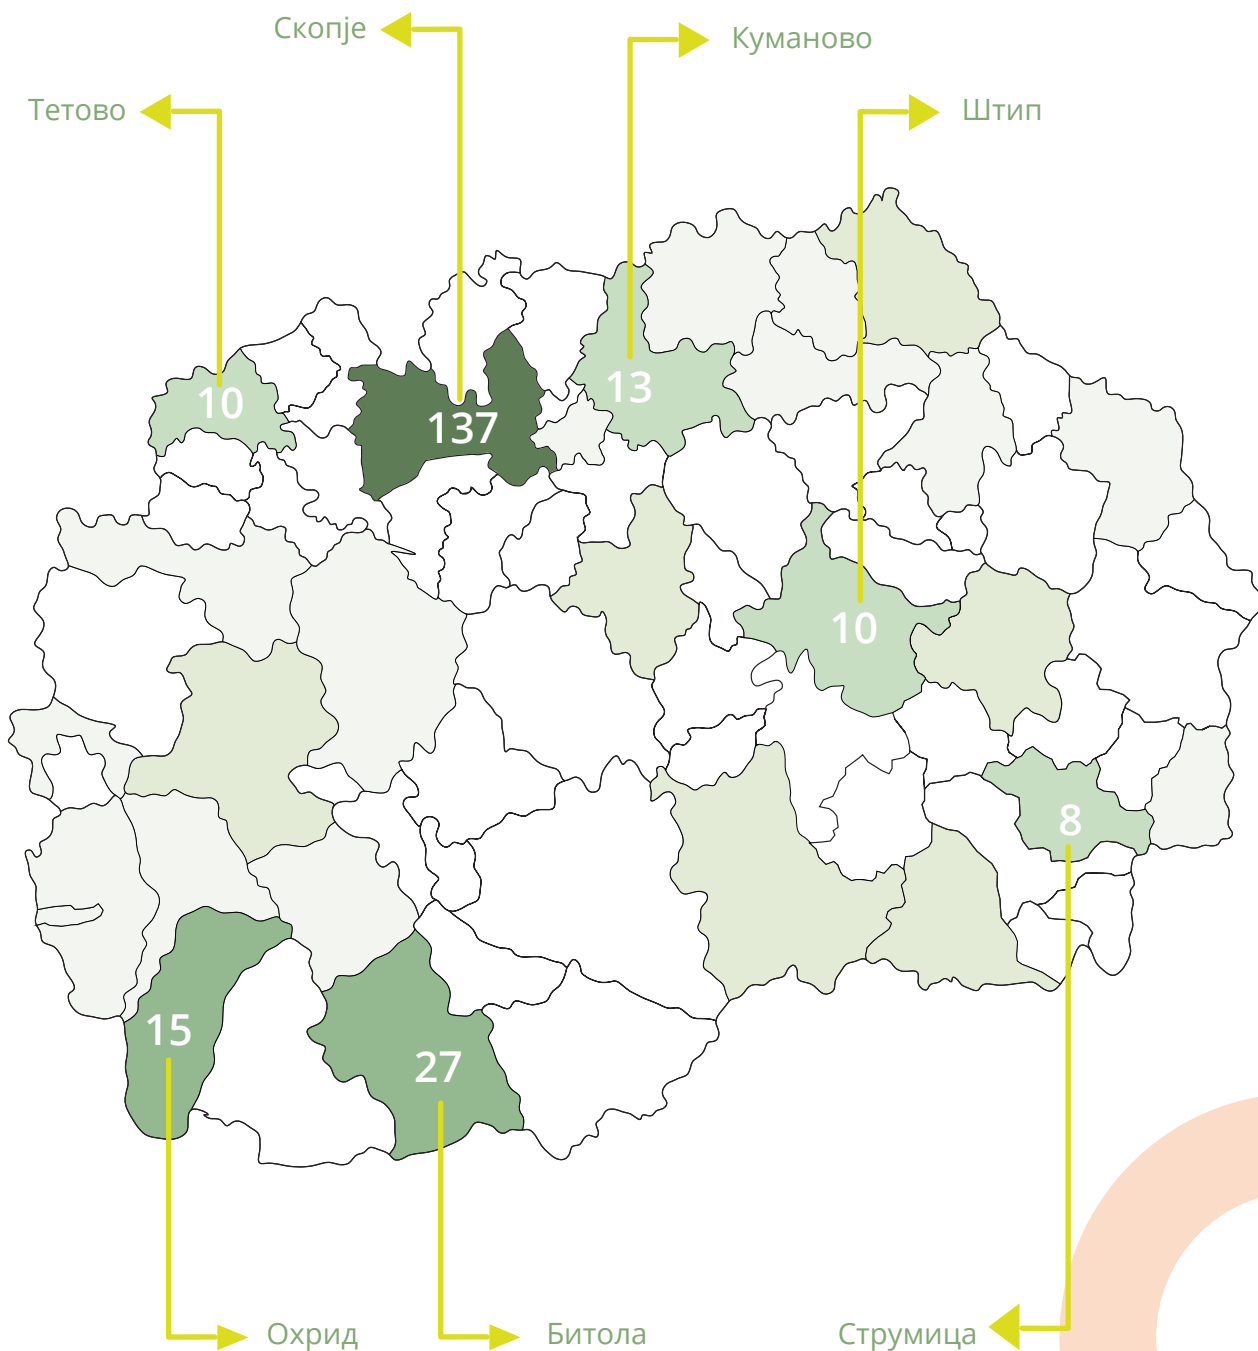 Скопје
Куманово
Тетово
Штип
10
13
137
10
8
15
27
Охрид
Битола
Струмица